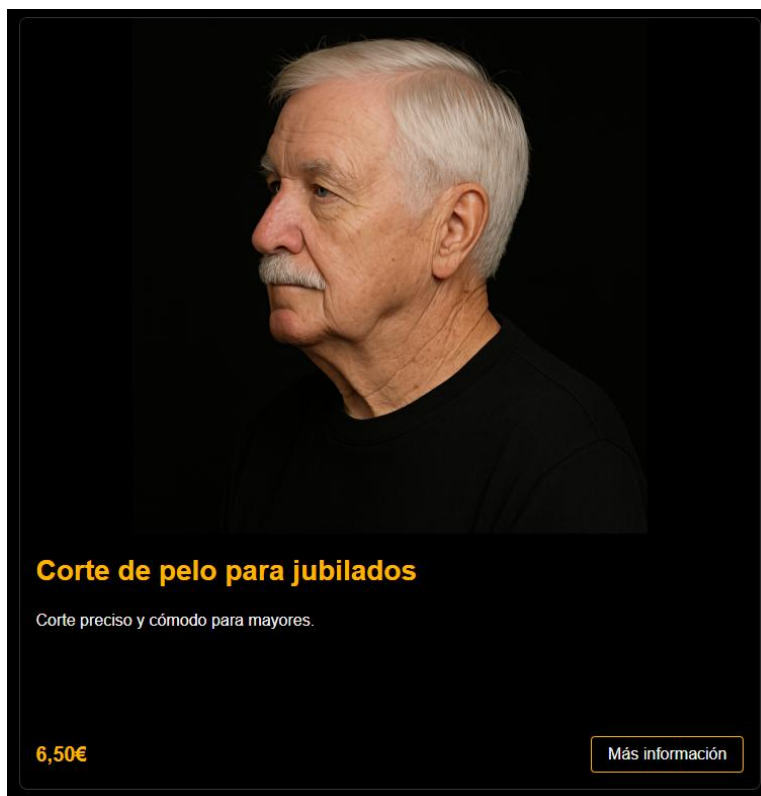 Corte de pelo para jubilados
Corte preciso y cómodo para mayores.
6,50€
Más información